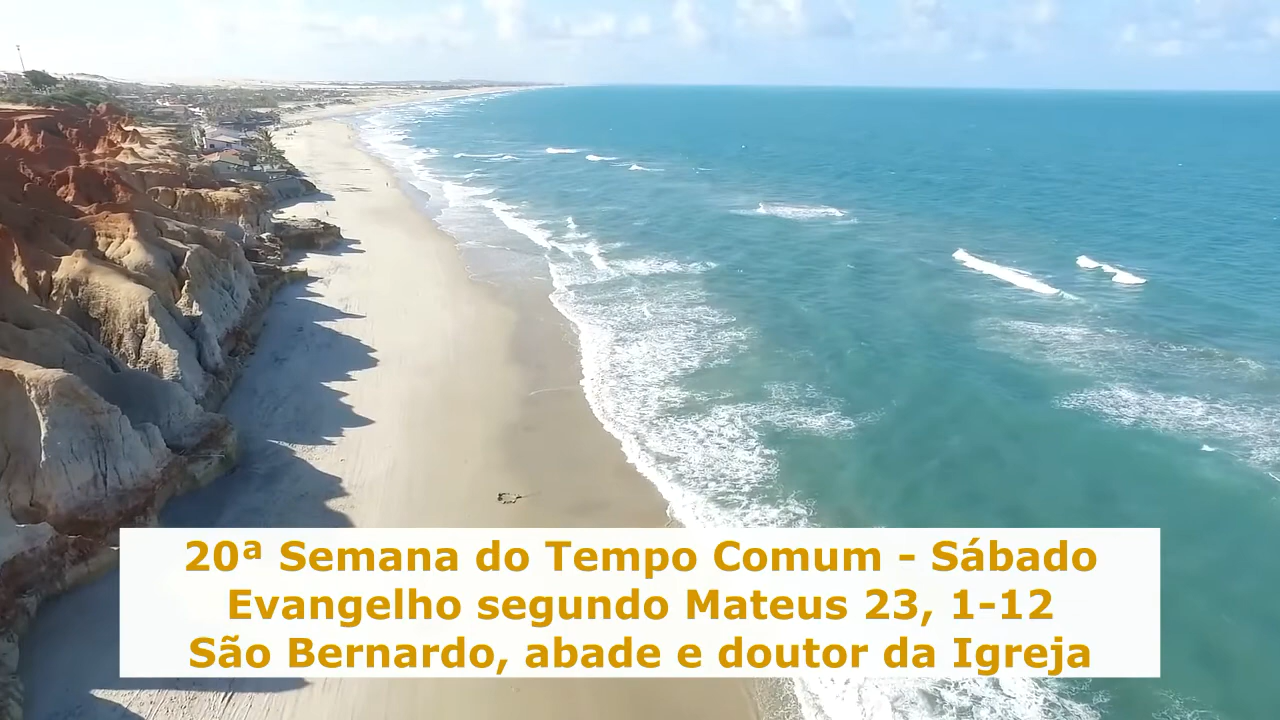 20ª Semana do Tempo Comum - Sábado
Evangelho segundo Mateus 23, 1-12
São Bernardo, abade e doutor da Igreja